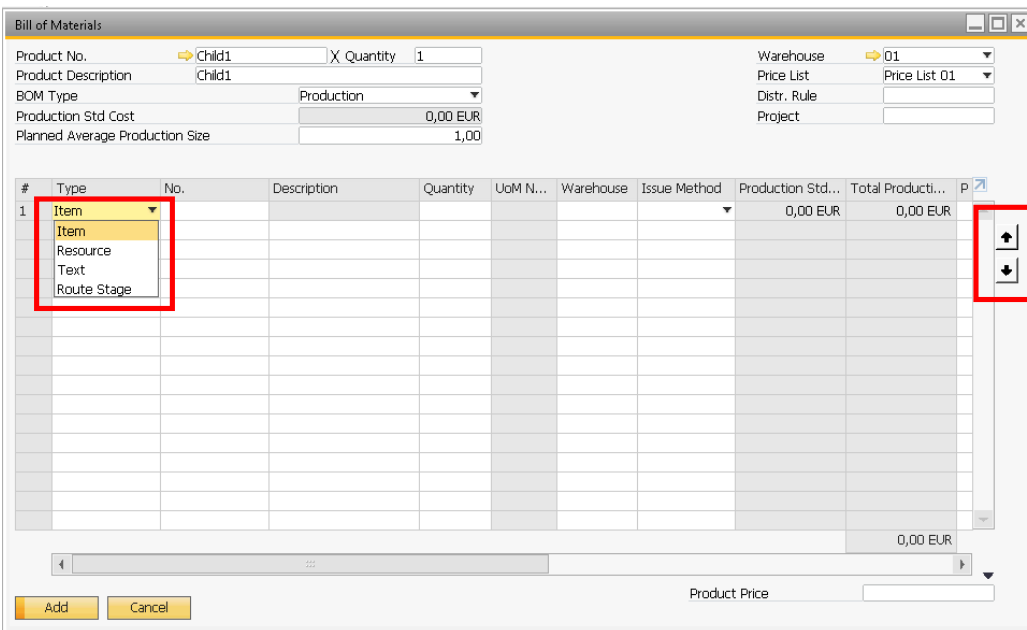 Bill of Materials
Product No. Child1 X Quantity 1 Warehouse 01
Product Description Child1 Price List Price List 01
BOM Type Production Distr. Rule
Production Std Cost 0,00 EUR Project
Planned Average Production Size 1,00
# Type No. Description Quantity UoM N... Warehouse Issue Method Production Std... Total Producti... P
1 Item 0,00 EUR 0,00 EUR
Item
Resource
Text
Route Stage
0,00 EUR
Product Price
Add Cancel